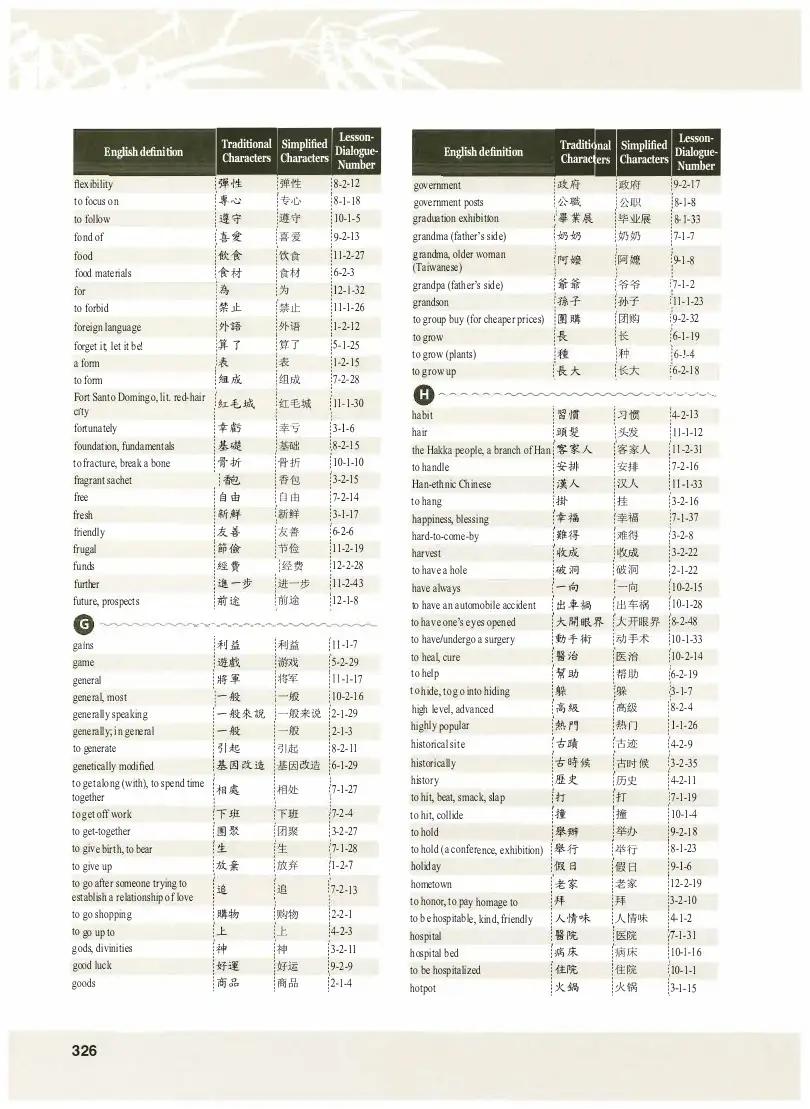 English definition Traditional Characters Simplified Characters Lesson-Dialogue-Number
flexibility 彈性 弹性 8-2-12
to focus on 專心 专心 8-1-18
to follow 遵守 遵守 10-1-5
fond of 喜愛 喜爱 9-2-13
food 飲食 饮食 11-2-27
food materials 食材 食材 6-2-3
for 為 为 12-1-32
to forbid 禁止 禁止 11-1-26
foreign language 外語 外语 1-2-12
forget it, let it be! 算了 算了 5-1-25
a form 表 表 1-2-15
to form 組成 组成 7-2-28
Fort Santo Domingo, lit. red-hair city 紅毛城 红毛城 11-1-30
fortunately 幸虧 幸亏 3-1-6
foundation, fundamentals 基礎 基础 8-2-15
to fracture, break a bone 骨折 骨折 10-1-10
fragrant sachet 香包 香包 3-2-15
free 自由 自由 7-2-14
fresh 新鮮 新鲜 3-1-17
friendly 友善 友善 6-2-6
frugal 節儉 节俭 11-2-19
funds 經費 经费 12-2-28
further 進一步 进一步 11-2-43
future, prospects 前途 前途 12-1-8
G
gains 利益 利益 11-1-7
game 遊戲 游戏 5-2-29
general 將軍 将军 11-1-17
general, most 一般 一般 10-2-16
generally speaking 一般來說 一般来说 2-1-29
generally; in general 一般 一般 2-1-3
to generate 引起 引起 8-2-11
genetically modified 基因改造 基因改造 6-1-29
to get along (with), to spend time together 相處 相处 7-1-27
to get off work 下班 下班 7-2-4
to get-together 團聚 团聚 3-2-27
to give birth, to bear 生 生 7-1-28
to give up 放棄 放弃 1-2-7
to go after someone trying to establish a relationship of love 追 追 7-2-13
to go shopping 購物 购物 2-2-1
to go up to 上 上 4-2-3
gods, divinities 神 神 3-2-11
good luck 好運 好运 9-2-9
goods 商品 商品 2-1-4
English definition Traditional Characters Simplified Characters Lesson-Dialogue-Number
government 政府 政府 9-2-17
government posts 公職 公职 8-1-8
graduation exhibition 畢業展 毕业展 8-1-33
grandma (father's side) 奶奶 奶奶 7-1-7
grandma, older woman (Taiwanese) 阿嬤 阿嬷 9-1-8
grandpa (father's side) 爺爺 爷爷 7-1-2
grandson 孫子 孙子 11-1-23
to group buy (for cheaper prices) 團購 团购 9-2-32
to grow 長 长 6-1-19
to grow (plants) 種 种 6-1-4
to grow up 長大 长大 6-2-18
H
habit 習慣 习惯 4-2-13
hair 頭髮 头发 11-1-12
the Hakka people, a branch of Han 客家人 客家人 11-2-31
to handle 安排 安排 7-2-16
Han-ethnic Chinese 漢人 汉人 11-1-33
to hang 掛 挂 3-2-16
happiness, blessing 幸福 幸福 7-1-37
hard-to-come-by 難得 难得 3-2-8
harvest 收成 收成 3-2-22
to have a hole 破洞 破洞 2-1-22
have always 一向 一向 10-2-15
to have an automobile accident 出車禍 出车祸 10-1-28
to have one's eyes opened 大開眼界 大开眼界 8-2-48
to have/undergo a surgery 動手術 动手术 10-1-33
to heal, cure 醫治 医治 10-2-14
to help 幫助 帮助 6-2-19
to hide, to go into hiding 躲 躲 3-1-7
high level, advanced 高級 高级 8-2-4
highly popular 熱門 热门 1-1-26
historical site 古蹟 古迹 4-2-9
historically 古時候 古时候 3-2-35
history 歷史 历史 4-2-11
to hit, beat, smack, slap 打 打 7-1-19
to hit, collide 撞 撞 10-1-4
to hold 舉辦 举办 9-2-18
to hold (a conference, exhibition) 舉行 举行 8-1-23
holiday 假日 假日 9-1-6
hometown 老家 老家 12-2-19
to honor, to pay homage to 拜 拜 3-2-10
to be hospitable, kind, friendly 人情味 人情味 4-1-2
hospital 醫院 医院 7-1-31
hospital bed 病床 病床 10-1-16
to be hospitalized 住院 住院 10-1-1
hotpot 火鍋 火锅 3-1-15
326